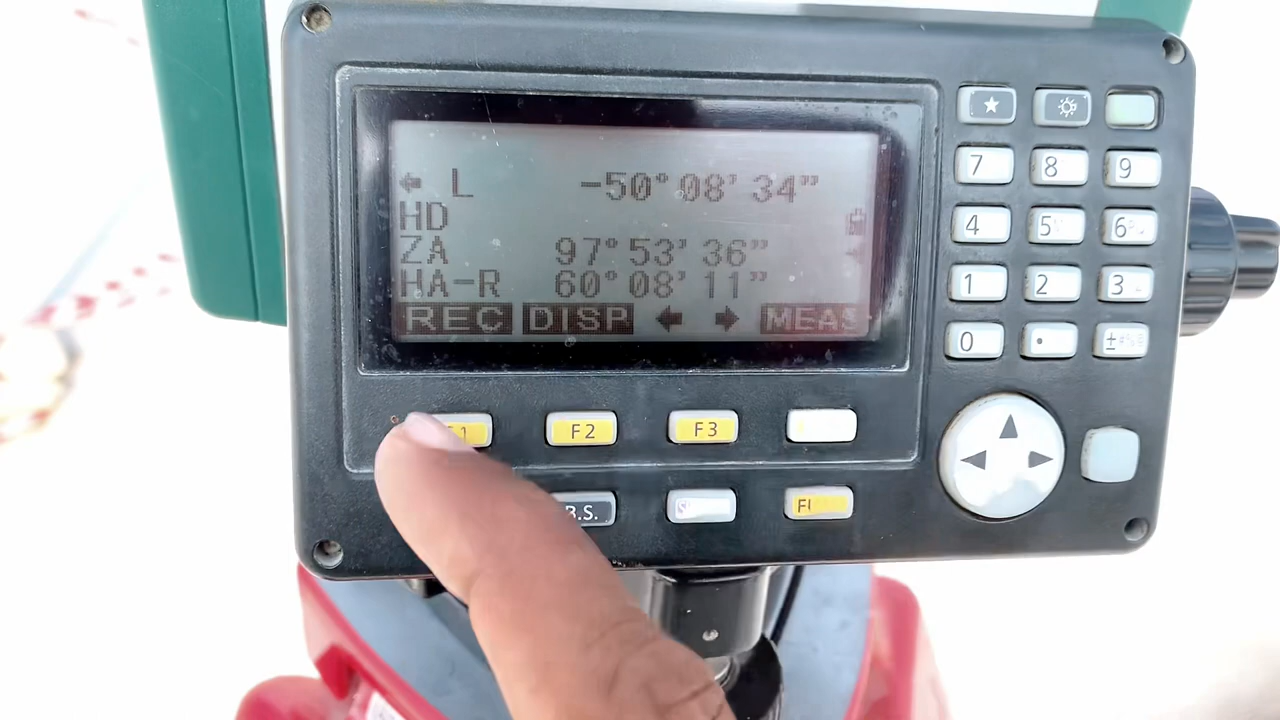 ← L -50° 08' 34"
HD
ZA 97° 53' 36"
HA-R 60° 08' 11"
REC DISP ← → MEAS
7 8 9
4 5 6
1 2 3
0 • ±
F2 F3
B.S.